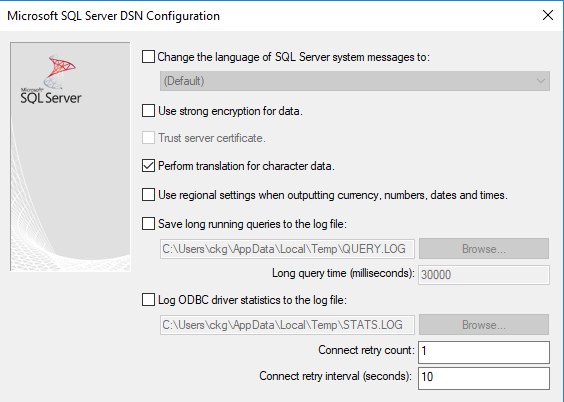 Microsoft SQL Server DSN Configuration
Microsoft
SQL Server
Change the language of SQL Server system messages to:
(Default)
Use strong encryption for data.
Trust server certificate.
Perform translation for character data.
Use regional settings when outputting currency, numbers, dates and times.
Save long running queries to the log file:
C:\Users\ckg\AppData\Local\Temp\QUERY.LOG Browse...
Long query time (milliseconds): 30000
Log ODBC driver statistics to the log file:
C:\Users\ckg\AppData\Local\Temp\STATS.LOG Browse...
Connect retry count: 1
Connect retry interval (seconds): 10